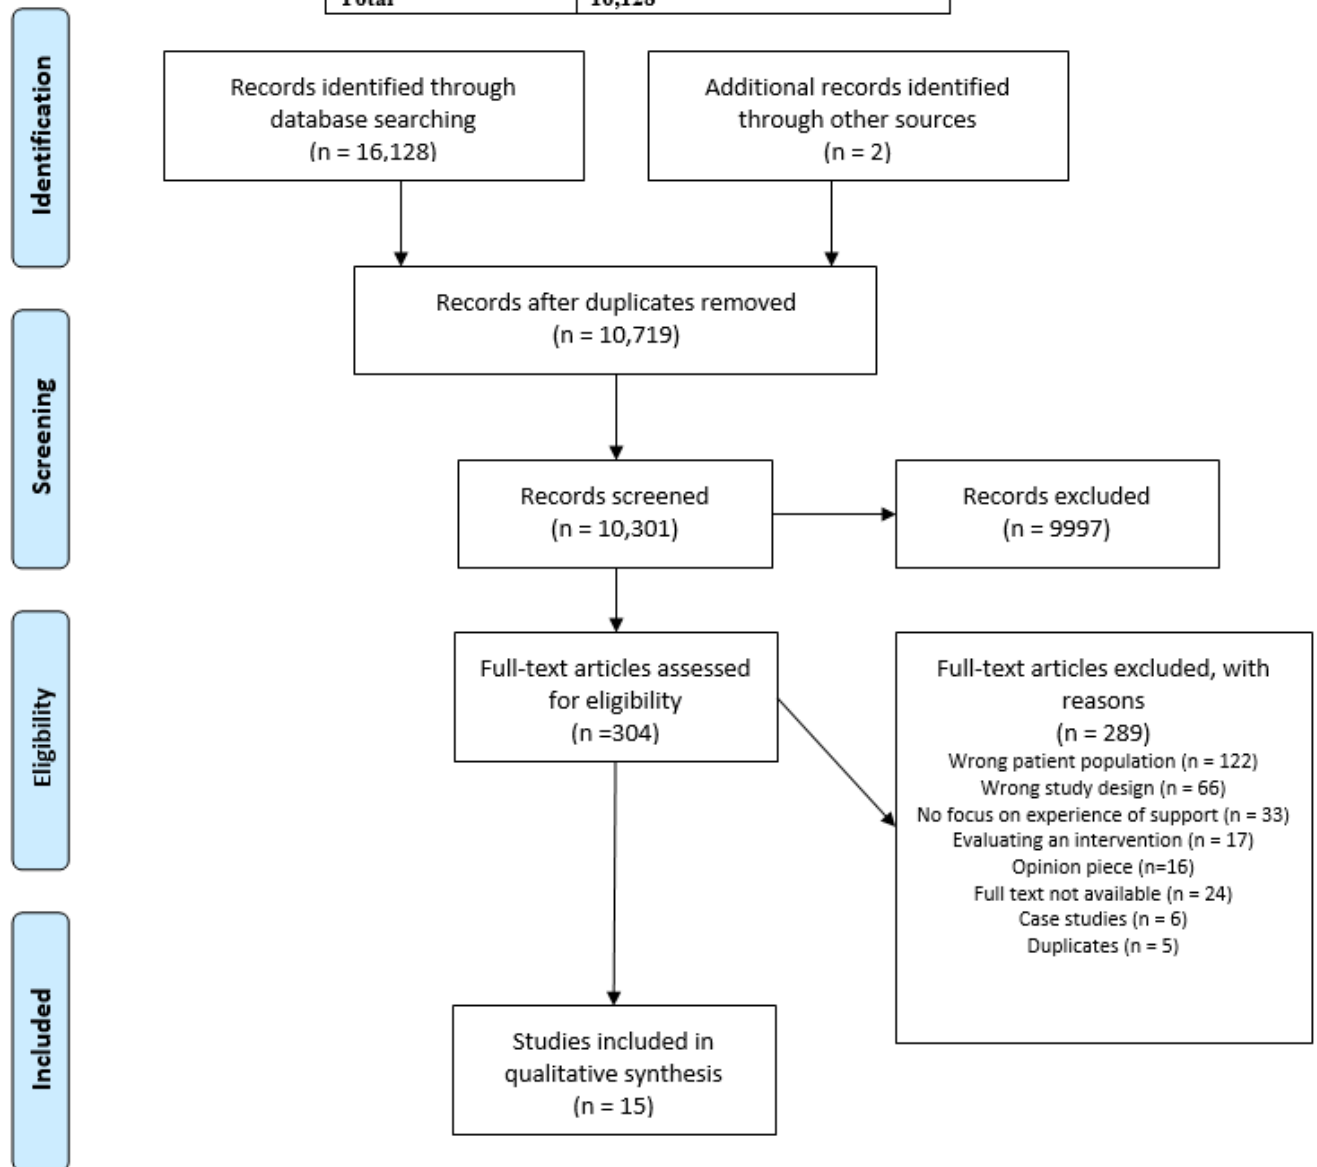 Total 16,128
Identification
Records identified through
database searching
(n = 16,128)
Additional records identified
through other sources
(n = 2)
Records after duplicates removed
(n = 10,719)
Screening
Records screened
(n = 10,301)
Records excluded
(n = 9997)
Eligibility
Full-text articles assessed
for eligibility
(n =304)
Full-text articles excluded, with
reasons
(n = 289)
Wrong patient population (n = 122)
Wrong study design (n = 66)
No focus on experience of support (n = 33)
Evaluating an intervention (n = 17)
Opinion piece (n=16)
Full text not available (n = 24)
Case studies (n = 6)
Duplicates (n = 5)
Included
Studies included in
qualitative synthesis
(n = 15)